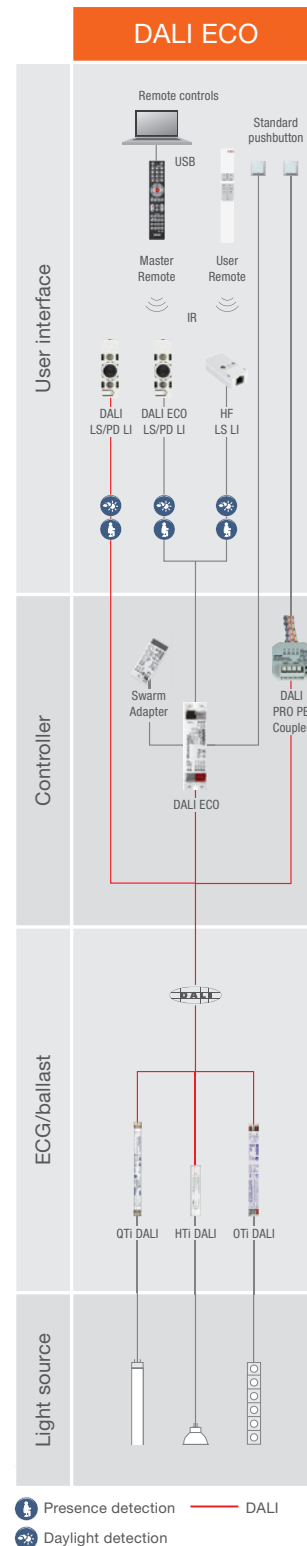 DALI ECO
User interface
Remote controls
Standard
pushbutton
USB
Master
Remote
User
Remote
IR
DALI
LS/PD LI
DALI ECO
LS/PD LI
HF
LS LI
Controller
Swarm
Adapter
DALI
PRO PB
Coupler
DALI ECO
ECG/ballast
DALI
QTi DALI
HTi DALI
OTi DALI
Light source
Presence detection
DALI
Daylight detection